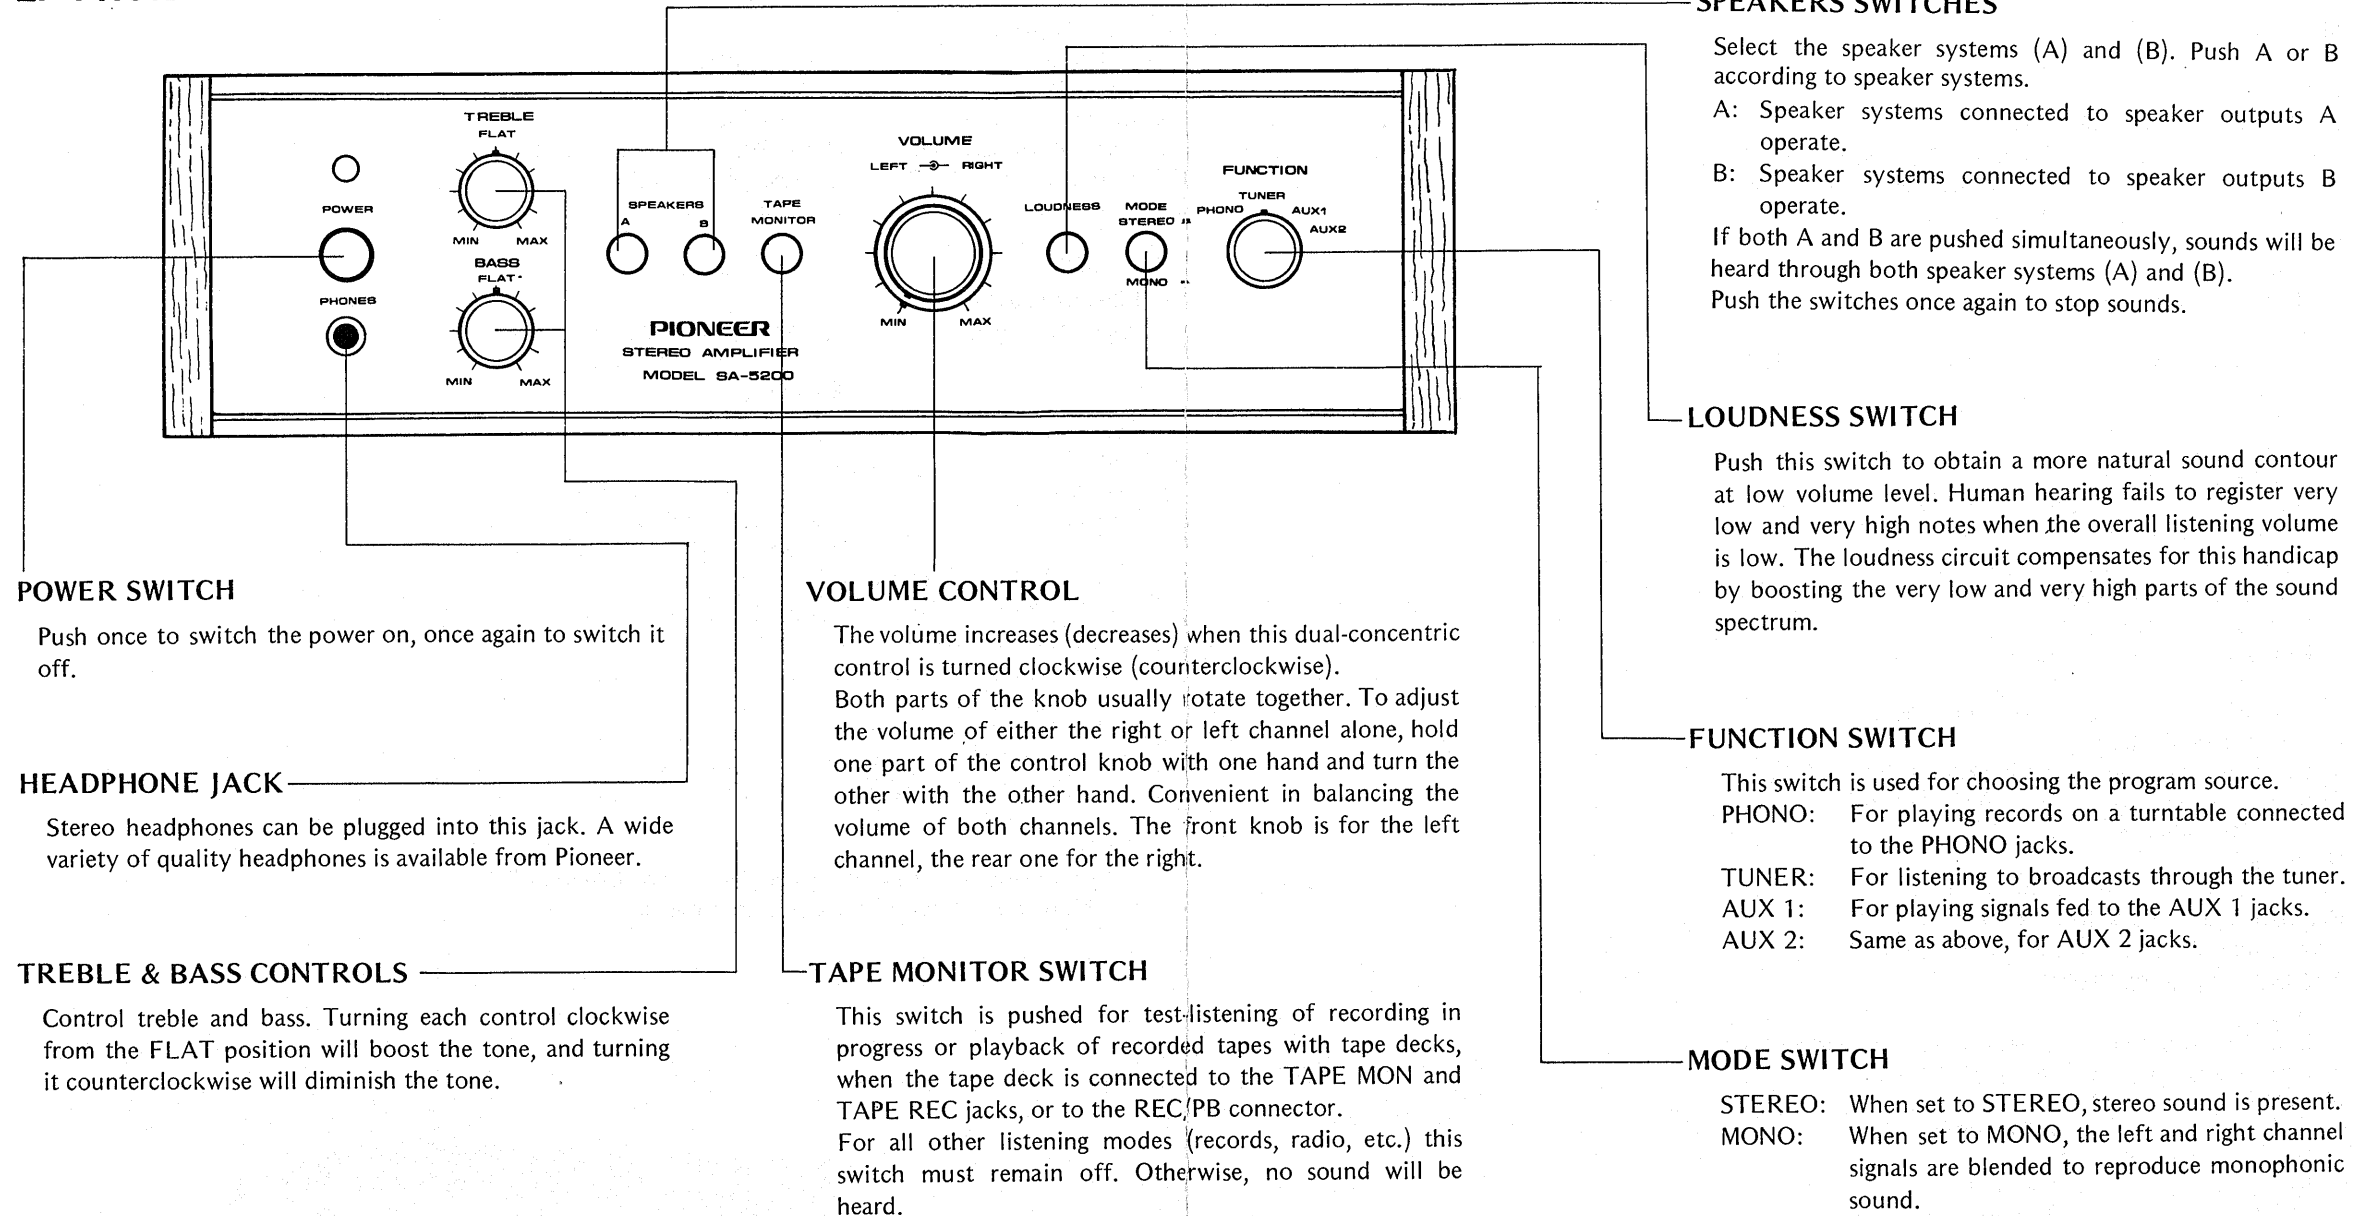 SPEAKERS SWITCHES
Select the speaker systems (A) and (B). Push A or B
according to speaker systems.
A: Speaker systems connected to speaker outputs A
operate.
B: Speaker systems connected to speaker outputs B
operate.
If both A and B are pushed simultaneously, sounds will be
heard through both speaker systems (A) and (B).
Push the switches once again to stop sounds.
TREBLE
FLAT
MIN MAX
BASS
FLAT
MIN MAX
POWER
PHONES
SPEAKERS
A B
TAPE
MONITOR
PIONEER
STEREO AMPLIFIER
MODEL SA-5200
VOLUME
LEFT RIGHT
MIN MAX
LOUDNESS
MODE
STEREO
MONO
FUNCTION
TUNER
PHONO AUX1
AUX2
LOUDNESS SWITCH
Push this switch to obtain a more natural sound contour
at low volume level. Human hearing fails to register very
low and very high notes when the overall listening volume
is low. The loudness circuit compensates for this handicap
by boosting the very low and very high parts of the sound
spectrum.
POWER SWITCH
Push once to switch the power on, once again to switch it
off.
HEADPHONE JACK
Stereo headphones can be plugged into this jack. A wide
variety of quality headphones is available from Pioneer.
TREBLE & BASS CONTROLS
Control treble and bass. Turning each control clockwise
from the FLAT position will boost the tone, and turning
it counterclockwise will diminish the tone.
VOLUME CONTROL
The volume increases (decreases) when this dual-concentric
control is turned clockwise (counterclockwise).
Both parts of the knob usually rotate together. To adjust
the volume of either the right or left channel alone, hold
one part of the control knob with one hand and turn the
other with the other hand. Convenient in balancing the
volume of both channels. The front knob is for the left
channel, the rear one for the right.
TAPE MONITOR SWITCH
This switch is pushed for test-listening of recording in
progress or playback of recorded tapes with tape decks,
when the tape deck is connected to the TAPE MON and
TAPE REC jacks, or to the REC/PB connector.
For all other listening modes (records, radio, etc.) this
switch must remain off. Otherwise, no sound will be
heard.
FUNCTION SWITCH
This switch is used for choosing the program source.
PHONO: For playing records on a turntable connected
to the PHONO jacks.
TUNER: For listening to broadcasts through the tuner.
AUX 1: For playing signals fed to the AUX 1 jacks.
AUX 2: Same as above, for AUX 2 jacks.
MODE SWITCH
STEREO: When set to STEREO, stereo sound is present.
MONO: When set to MONO, the left and right channel
signals are blended to reproduce monophonic
sound.